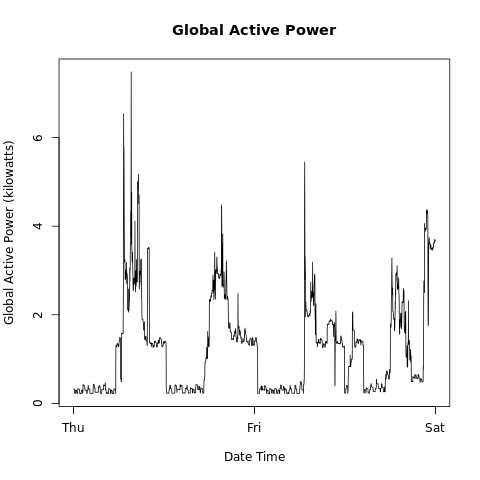 Global Active Power
Global Active Power (kilowatts)
6
4
2
0
Thu Fri Sat
Date Time